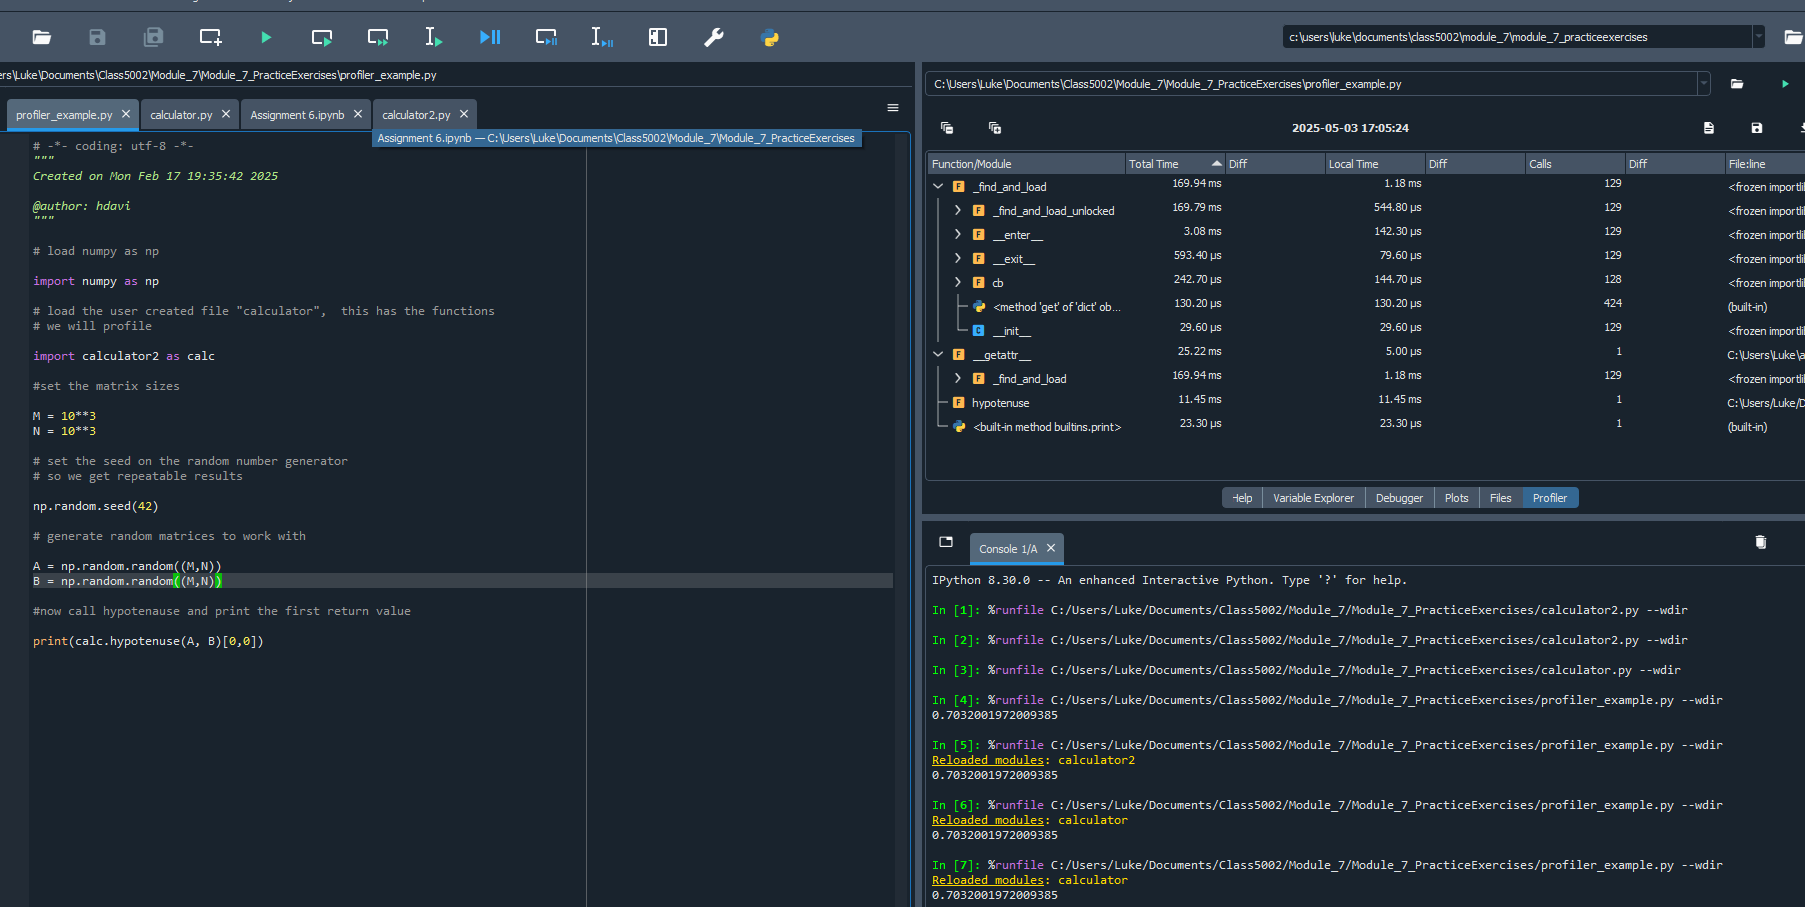 c:\users\luke\documents\class5002\module_7\module_7_practiceexercises
ers\Luke\Documents\Class5002\Module_7\Module_7_PracticeExercises\profiler_example.py
profiler_example.py
calculator.py
Assignment 6.ipynb
calculator2.py
Assignment 6.ipynb — C:\Users\Luke\Documents\Class5002\Module_7\Module_7_PracticeExercises
# -*- coding: utf-8 -*-
"""
Created on Mon Feb 17 19:35:42 2025
@author: hdavi
"""
# load numpy as np
import numpy as np
# load the user created file "calculator",  this has the functions
# we will profile
import calculator2 as calc
#set the matrix sizes
M = 10**3
N = 10**3
# set the seed on the random number generator
# so we get repeatable results
np.random.seed(42)
# generate random matrices to work with
A = np.random.random((M,N))
B = np.random.random((M,N))
#now call hypotenause and print the first return value
print(calc.hypotenuse(A, B)[0,0])
C:\Users\Luke\Documents\Class5002\Module_7\Module_7_PracticeExercises\profiler_example.py
2025-05-03 17:05:24
Function/Module Total Time Diff Local Time Diff Calls Diff File:line
_find_and_load 169.94 ms 1.18 ms 129 <frozen importli
_find_and_load_unlocked 169.79 ms 544.80 µs 129 <frozen importli
__enter__ 3.08 ms 142.30 µs 129 <frozen importli
__exit__ 593.40 µs 79.60 µs 129 <frozen importli
cb 242.70 µs 144.70 µs 128 <frozen importli
<method 'get' of 'dict' ob... 130.20 µs 130.20 µs 424 (built-in)
__init__ 29.60 µs 29.60 µs 129 <frozen importli
__getattr__ 25.22 ms 5.00 µs 1 C:\Users\Luke\a
_find_and_load 169.94 ms 1.18 ms 129 <frozen importli
hypotenuse 11.45 ms 11.45 ms 1 C:\Users/Luke/D
<built-in method builtins.print> 23.30 µs 23.30 µs 1 (built-in)
Help Variable Explorer Debugger Plots Files Profiler
Console 1/A
IPython 8.30.0 -- An enhanced Interactive Python. Type '?' for help.
In [1]: %runfile C:/Users/Luke/Documents/Class5002/Module_7/Module_7_PracticeExercises/calculator2.py --wdir
In [2]: %runfile C:/Users/Luke/Documents/Class5002/Module_7/Module_7_PracticeExercises/calculator2.py --wdir
In [3]: %runfile C:/Users/Luke/Documents/Class5002/Module_7/Module_7_PracticeExercises/calculator.py --wdir
In [4]: %runfile C:/Users/Luke/Documents/Class5002/Module_7/Module_7_PracticeExercises/profiler_example.py --wdir
0.7032001972009385
In [5]: %runfile C:/Users/Luke/Documents/Class5002/Module_7/Module_7_PracticeExercises/profiler_example.py --wdir
Reloaded modules: calculator2
0.7032001972009385
In [6]: %runfile C:/Users/Luke/Documents/Class5002/Module_7/Module_7_PracticeExercises/profiler_example.py --wdir
Reloaded modules: calculator
0.7032001972009385
In [7]: %runfile C:/Users/Luke/Documents/Class5002/Module_7/Module_7_PracticeExercises/profiler_example.py --wdir
Reloaded modules: calculator
0.7032001972009385